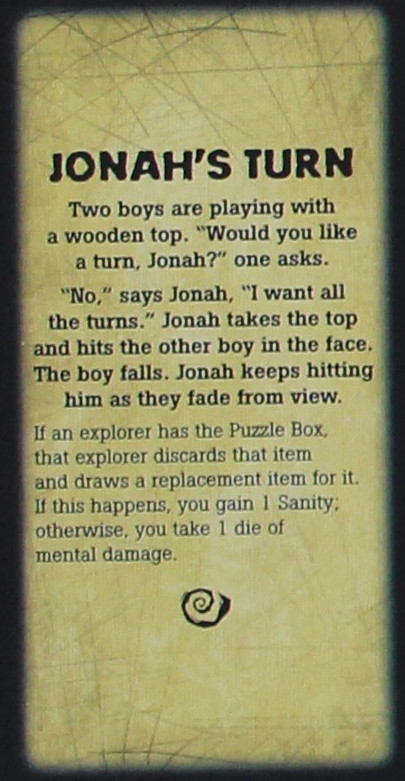 JONAH'S TURN
Two boys are playing with
a wooden top. "Would you like
a turn, Jonah?" one asks.
"No," says Jonah, "I want all
the turns." Jonah takes the top
and hits the other boy in the face.
The boy falls. Jonah keeps hitting
him as they fade from view.
If an explorer has the Puzzle Box,
that explorer discards that item
and draws a replacement item for it.
If this happens, you gain 1 Sanity;
otherwise, you take 1 die of
mental damage.